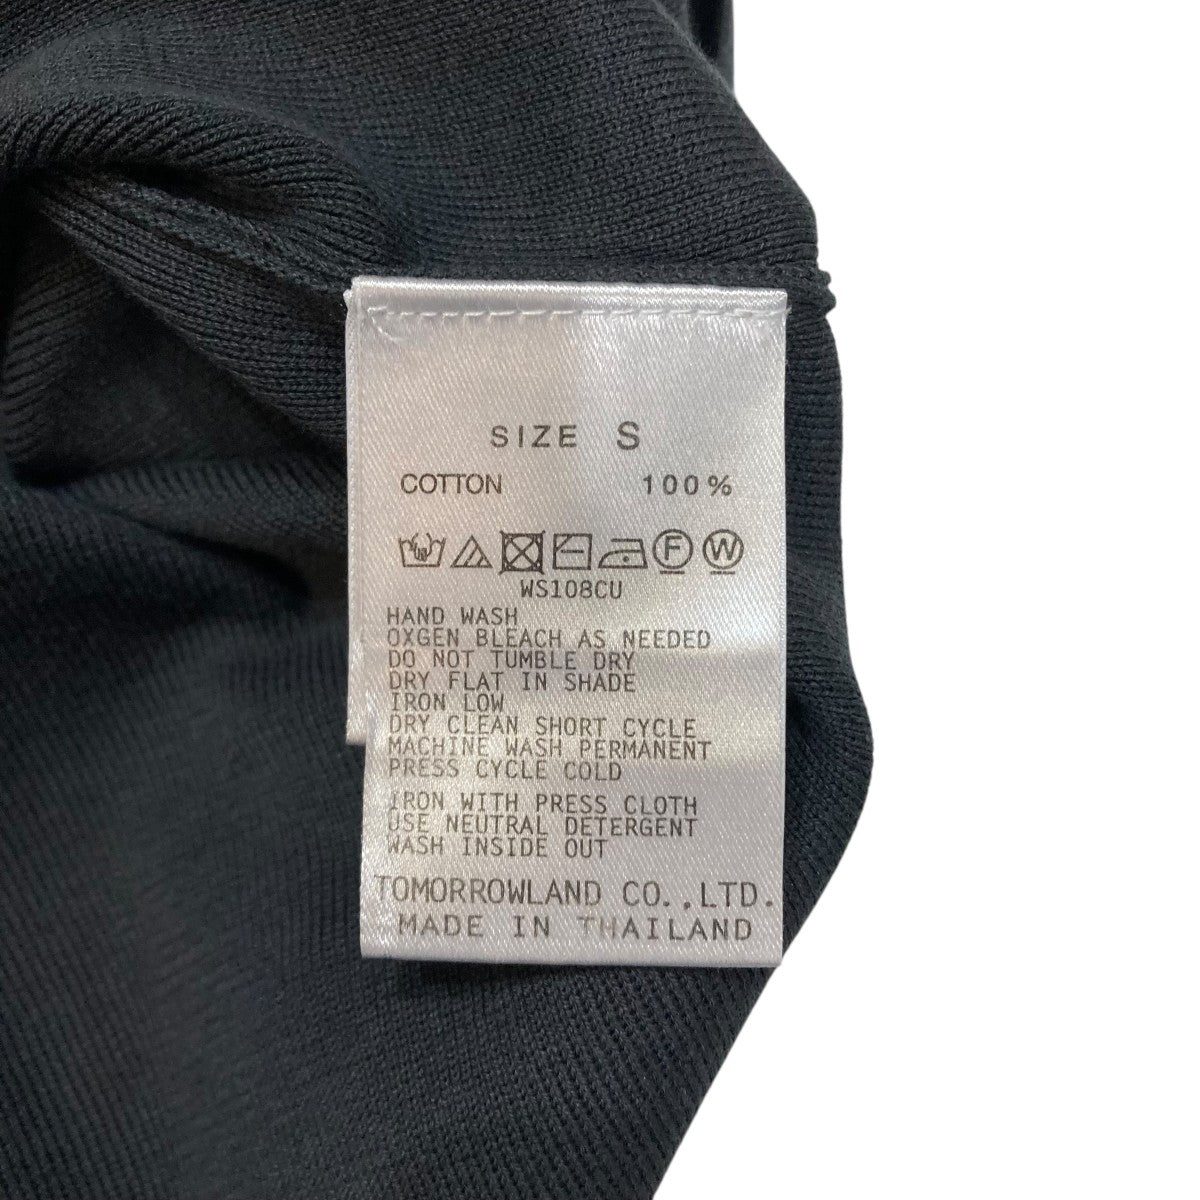 SIZE S
COTTON 100%
F W
WS108CU
HAND WASH
OXGEN BLEACH AS NEEDED
DO NOT TUMBLE DRY
DRY FLAT IN SHADE
IRON LOW
DRY CLEAN SHORT CYCLE
MACHINE WASH PERMANENT
PRESS CYCLE COLD
IRON WITH PRESS CLOTH
USE NEUTRAL DETERGENT
WASH INSIDE OUT
TOMORROWLAND CO.,LTD.
MADE IN THAILAND